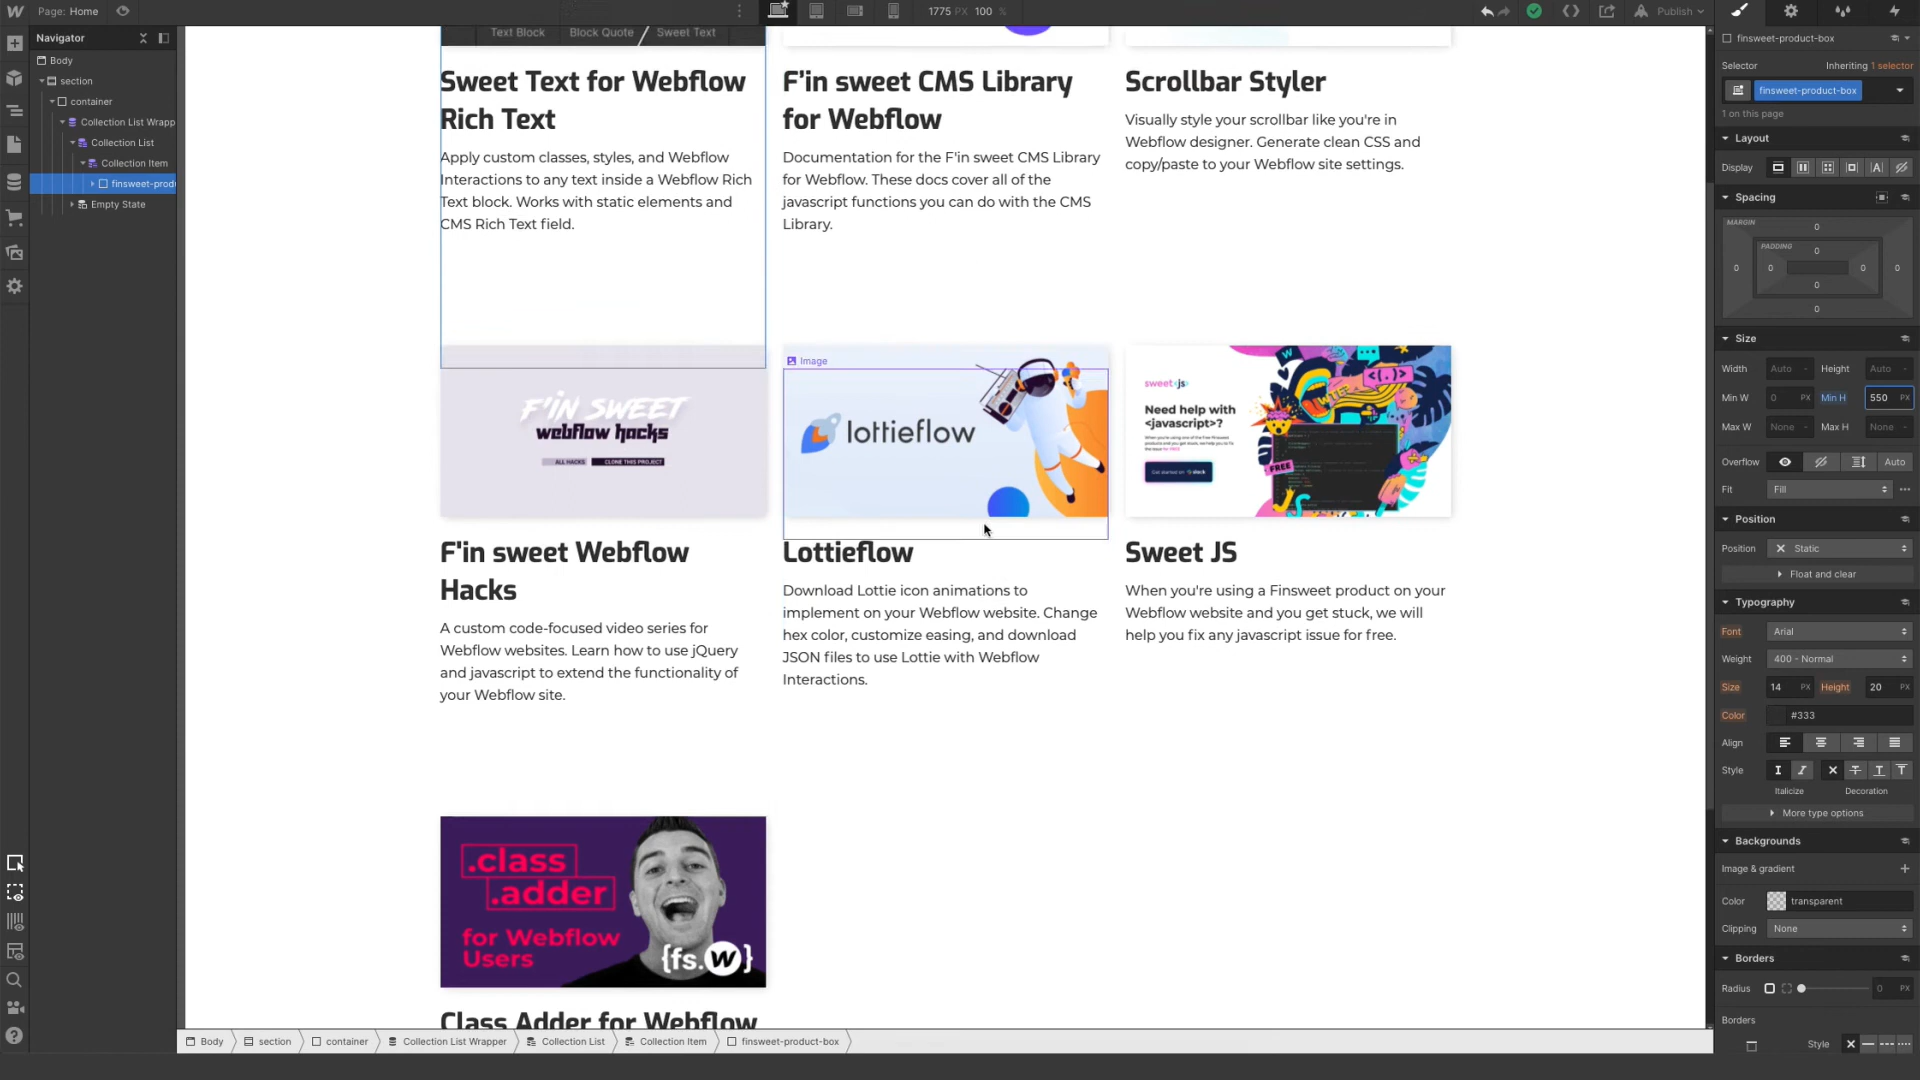 Page: Home
1775 PX 100 %
Publish
Navigator
Body
section
container
Collection List Wrapp
Collection List
Collection Item
finsweet-produ
Empty State
Text Block
Block Quote
Sweet Text
Sweet Text for Webflow
Rich Text
Apply custom classes, styles, and Webflow
Interactions to any text inside a Webflow Rich
Text block. Works with static elements and
CMS Rich Text field.
F'in sweet CMS Library
for Webflow
Documentation for the F'in sweet CMS Library
for Webflow. These docs cover all of the
javascript functions you can do with the CMS
Library.
Scrollbar Styler
Visually style your scrollbar like you're in
Webflow designer. Generate clean CSS and
copy/paste to your Webflow site settings.
F'IN SWEET
webflow hacks
ALL HACKS
CLONE THIS PROJECT
Image
lottieflow
sweet js
Need help with
<javascript>?
Get started on slack
FREE
<(.)>
F'in sweet Webflow
Hacks
A custom code-focused video series for
Webflow websites. Learn how to use jQuery
and javascript to extend the functionality of
your Webflow site.
Lottieflow
Download Lottie icon animations to
implement on your Webflow website. Change
hex color, customize easing, and download
JSON files to use Lottie with Webflow
Interactions.
Sweet JS
When you're using a Finsweet product on your
Webflow website and you get stuck, we will
help you fix any javascript issue for free.
.class
.adder
for Webflow
Users
{fs.W}
Class Adder for Webflow
Body
section
container
Collection List Wrapper
Collection List
Collection Item
finsweet-product-box
finsweet-product-box
Selector
Inheriting 1 selector
finsweet-product-box
1 on this page
Layout
Display
Spacing
MARGIN
0
PADDING
0
0 0 0 0
0
0
Size
Width Auto - Height Auto -
Min W 0 PX Min H 550 PX
Max W None - Max H None -
Overflow Auto
Fit Fill
Position
Position Static
Float and clear
Typography
Font Arial
Weight 400 - Normal
Size 14 PX Height 20 PX
Color #333
Align
Style
Italicize Decoration
More type options
Backgrounds
Image & gradient
Color transparent
Clipping None
Borders
Radius 0 PX
Borders
Style